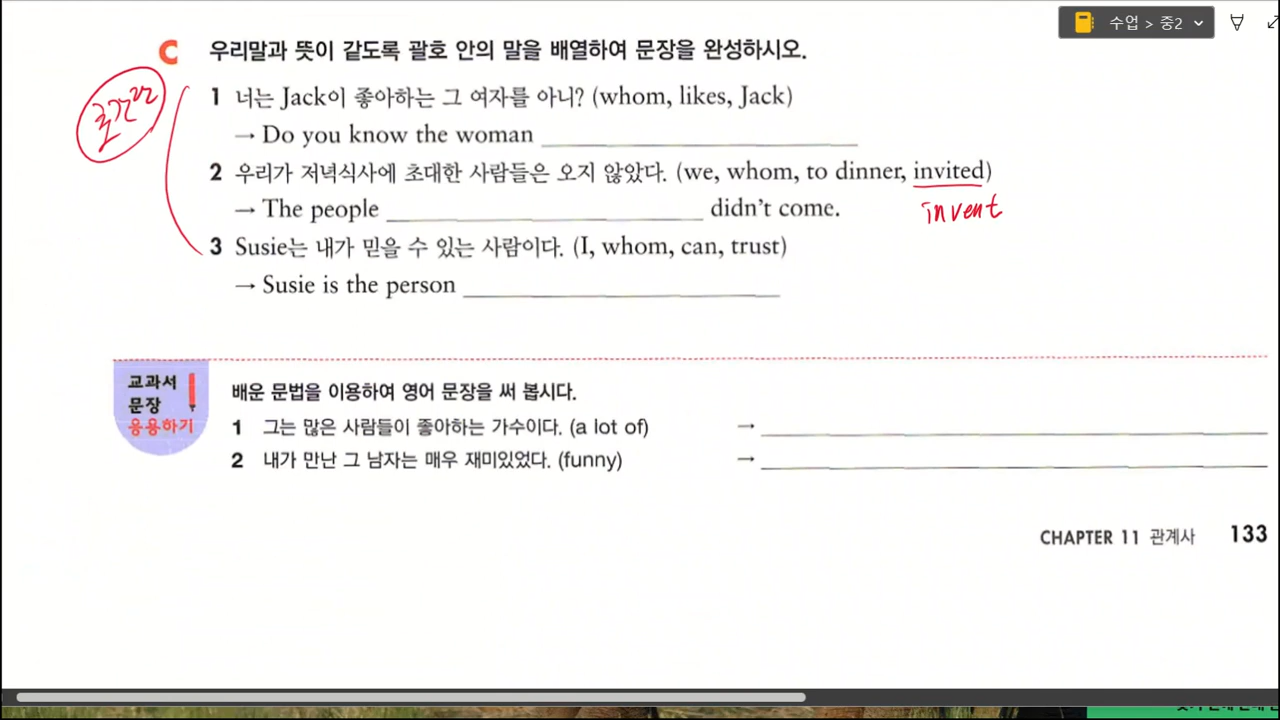 수업 > 중2
C 우리말과 뜻이 같도록 괄호 안의 말을 배열하여 문장을 완성하시오.
1 너는 Jack이 좋아하는 그 여자를 아니? (whom, likes, Jack)
→ Do you know the woman
2 우리가 저녁식사에 초대한 사람들은 오지 않았다. (we, whom, to dinner, invited)
→ The people didn't come.
invent
3 Susie는 내가 믿을 수 있는 사람이다. (I, whom, can, trust)
→ Susie is the person
교과서
문장
응용하기
배운 문법을 이용하여 영어 문장을 써 봅시다.
1 그는 많은 사람들이 좋아하는 가수이다. (a lot of) →
2 내가 만난 그 남자는 매우 재미있었다. (funny) →
CHAPTER 11 관계사 133